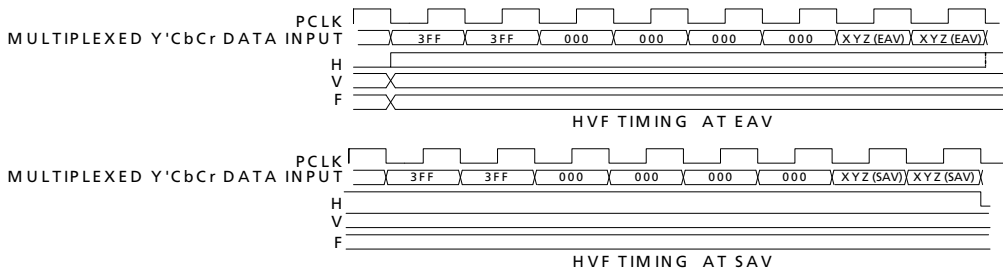 PCLK
MULTIPLEXED Y'CbCr DATA INPUT 3FF 3FF 000 000 000 000 XYZ (EAV) XYZ (EAV)
H
V
F
HVF TIMING AT EAV
PCLK
MULTIPLEXED Y'CbCr DATA INPUT 3FF 3FF 000 000 000 000 XYZ (SAV) XYZ (SAV)
H
V
F
HVF TIMING AT SAV